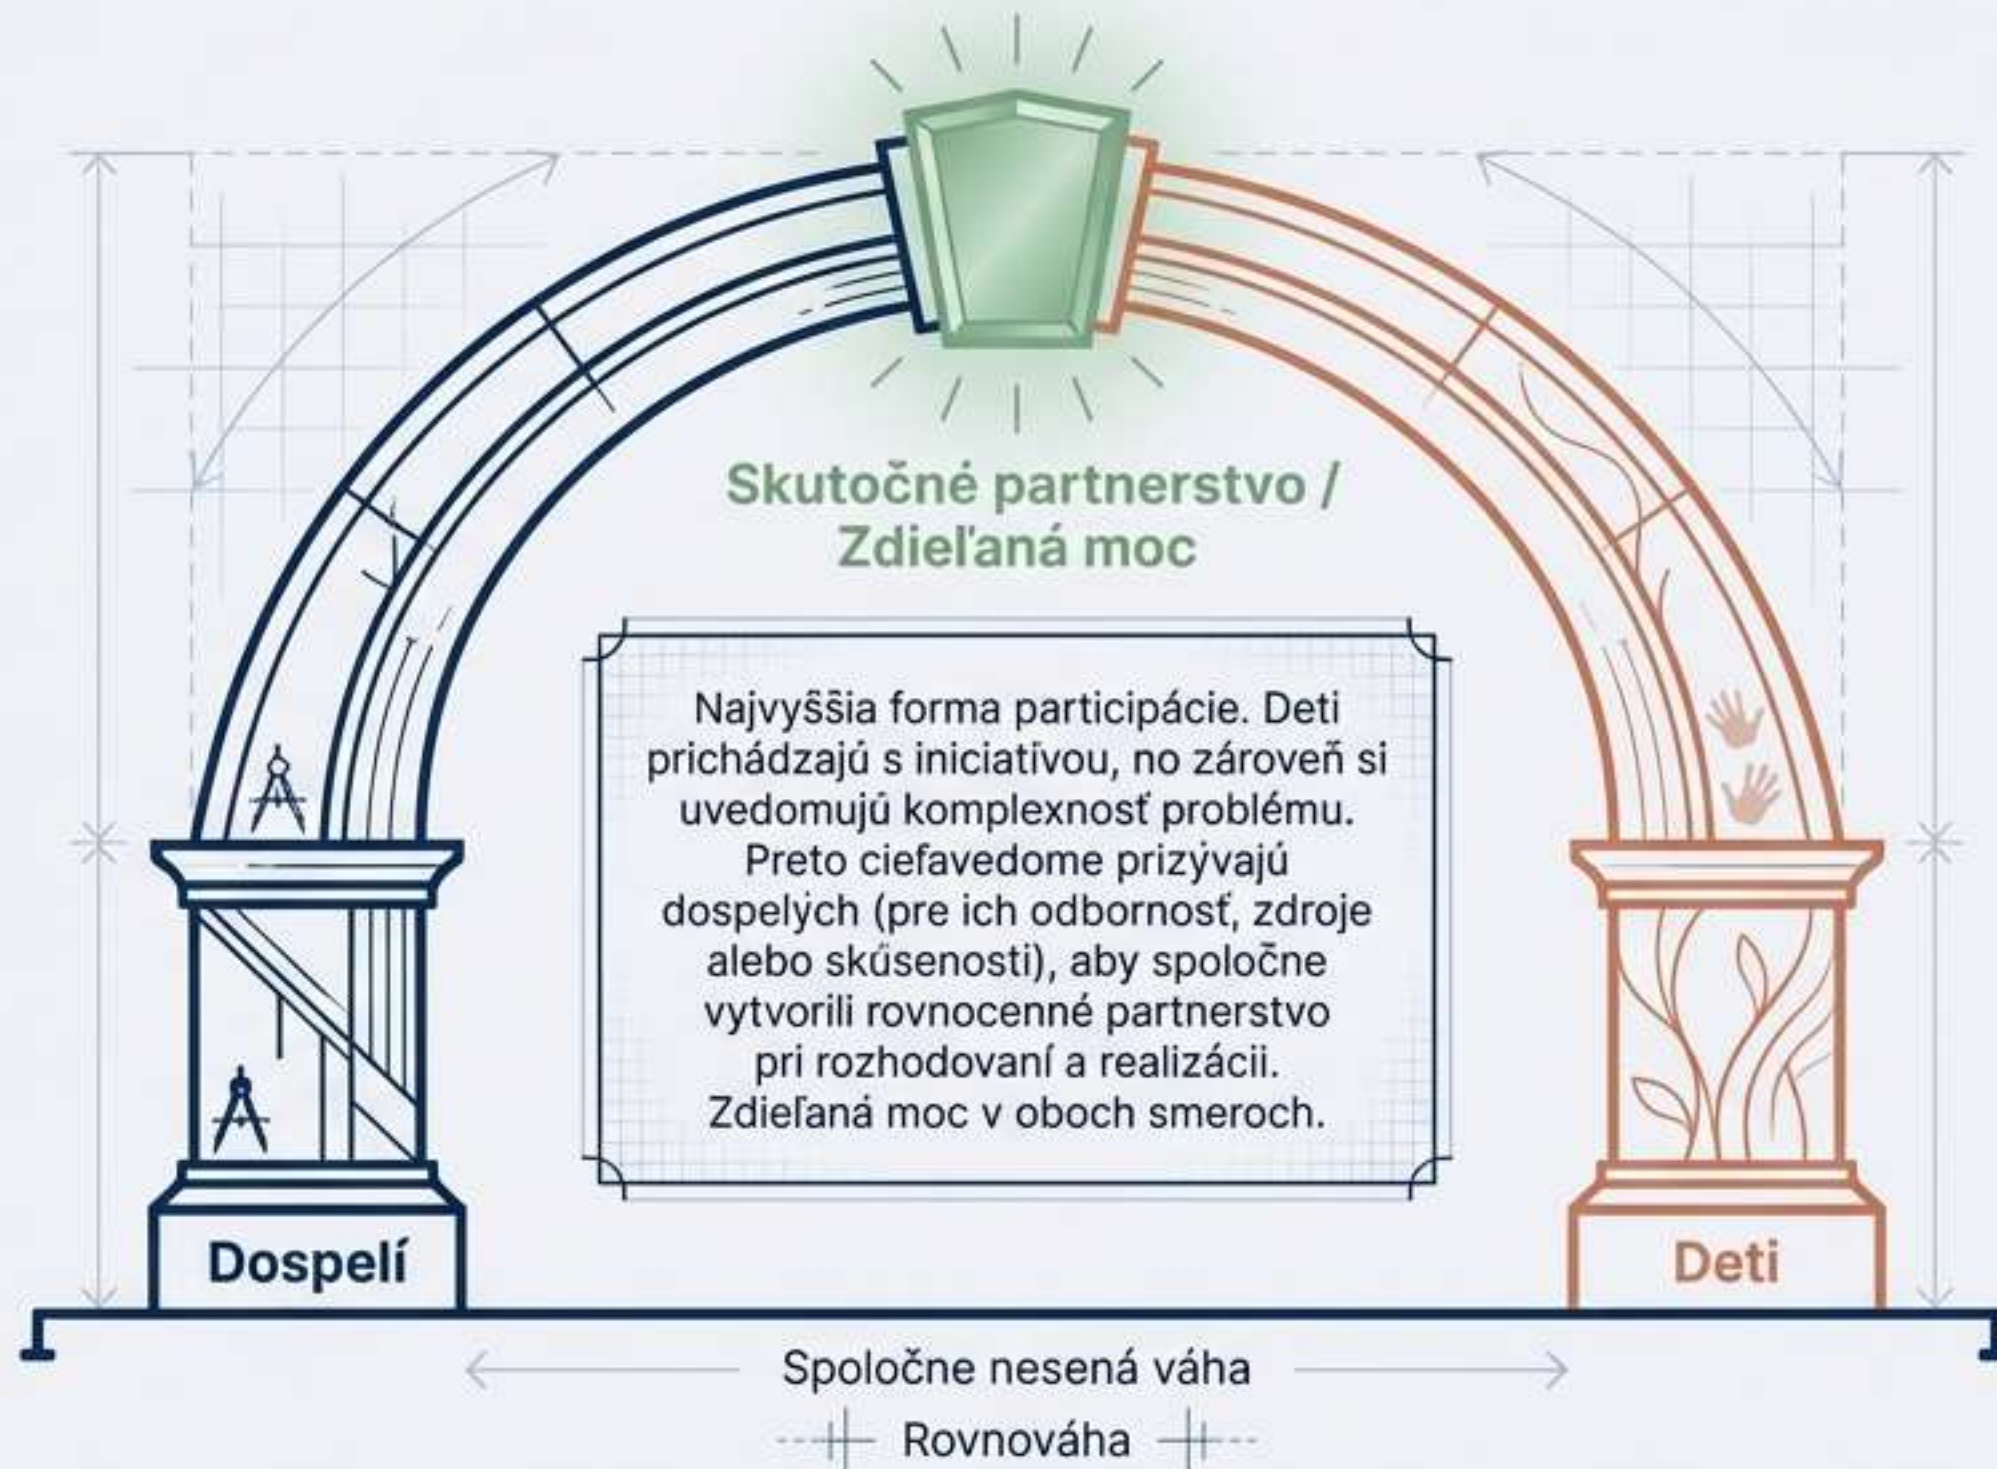 Skutočné partnerstvo /
Zdieľaná moc
Najvyššia forma participácie. Deti
prichádzajú s iniciatívou, no zároveň si
uvedomujú komplexnosť problému.
Preto cieľavedome prizývajú
dospelých (pre ich odbornosť, zdroje
alebo skúsenosti), aby spoločne
vytvorili rovnocenné partnerstvo
pri rozhodovaní a realizácii.
Zdieľaná moc v oboch smeroch.
Dospelí
Deti
Spoločne nesená váha
Rovnováha